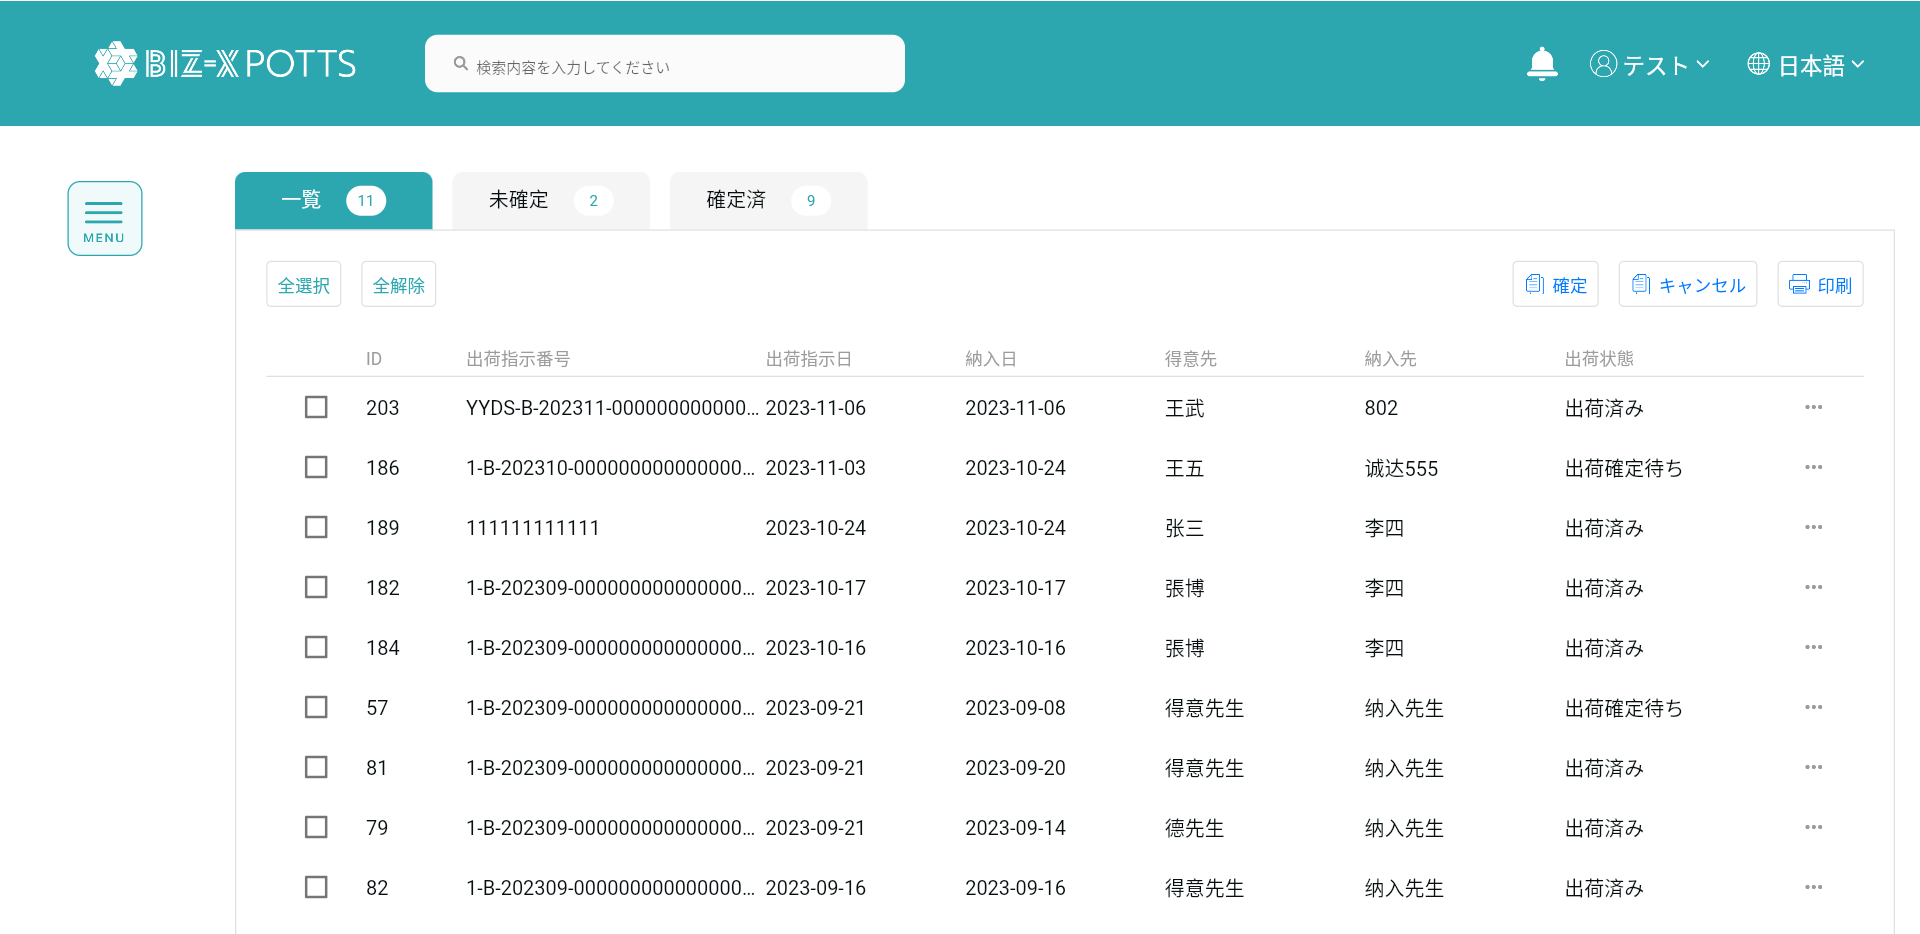 BIZ-X POTTS 検索内容を入力してください テスト 日本語
MENU
一覧 11 未確定 2 確定済 9
全選択 全解除 確定 キャンセル 印刷
ID 出荷指示番号 出荷指示日 納入日 得意先 納入先 出荷状態
203 YYDS-B-202311-000000000000... 2023-11-06 2023-11-06 王武 802 出荷済み ...
186 1-B-202310-000000000000000... 2023-11-03 2023-10-24 王五 诚达555 出荷確定待ち ...
189 111111111111 2023-10-24 2023-10-24 张三 李四 出荷済み ...
182 1-B-202309-000000000000000... 2023-10-17 2023-10-17 張博 李四 出荷済み ...
184 1-B-202309-000000000000000... 2023-10-16 2023-10-16 張博 李四 出荷済み ...
57 1-B-202309-000000000000000... 2023-09-21 2023-09-08 得意先生 纳入先生 出荷確定待ち ...
81 1-B-202309-000000000000000... 2023-09-21 2023-09-20 得意先生 纳入先生 出荷済み ...
79 1-B-202309-000000000000000... 2023-09-21 2023-09-14 德先生 纳入先生 出荷済み ...
82 1-B-202309-000000000000000... 2023-09-16 2023-09-16 得意先生 纳入先生 出荷済み ...